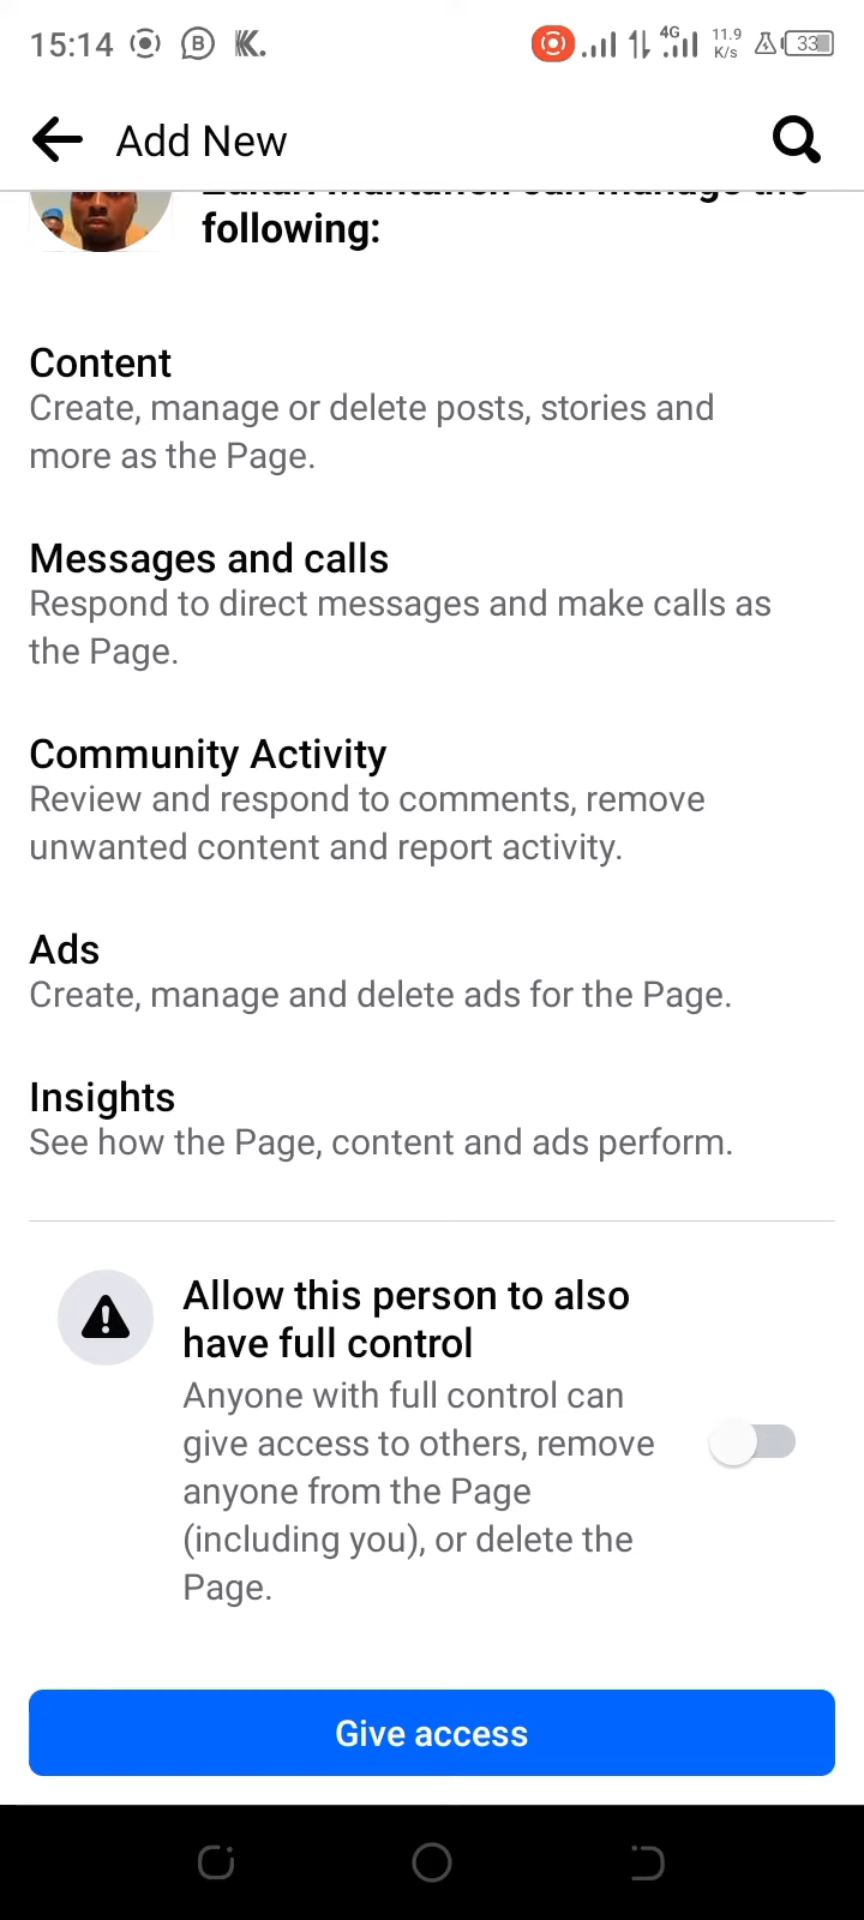 15:14 B K. 4G 11.9 K/s 33
Add New
following:
Content
Create, manage or delete posts, stories and
more as the Page.
Messages and calls
Respond to direct messages and make calls as
the Page.
Community Activity
Review and respond to comments, remove
unwanted content and report activity.
Ads
Create, manage and delete ads for the Page.
Insights
See how the Page, content and ads perform.
Allow this person to also
have full control
Anyone with full control can
give access to others, remove
anyone from the Page
(including you), or delete the
Page.
Give access